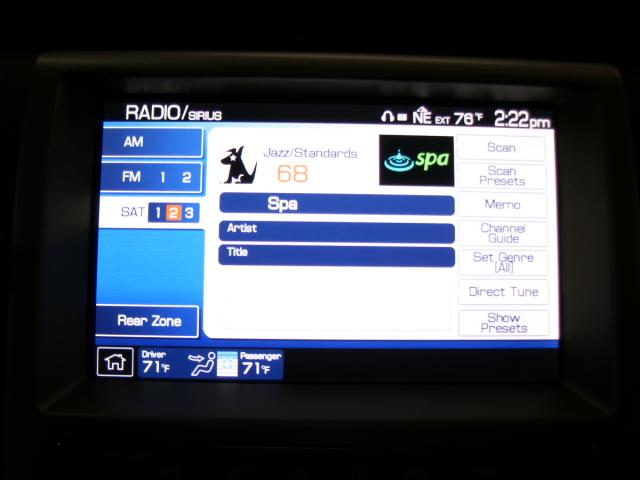 RADIO/SIRIUS NE EXT 76°F 2:22pm
AM
FM 1 2
SAT 1 2 3
Rear Zone
Jazz/Standards
68
spa
Spa
Artist
Title
Scan
Scan
Presets
Memo
Channel
Guide
Set Genre
[All]
Direct Tune
Show
Presets
Driver
71°F
Passenger
71°F